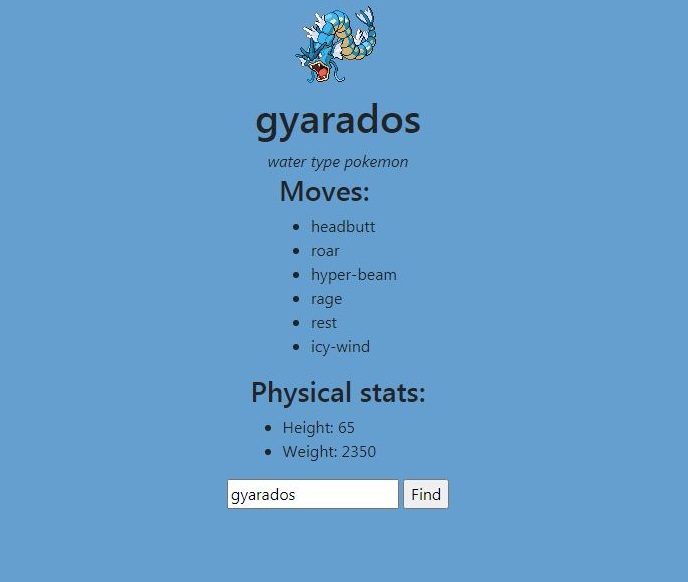 gyarados
water type pokemon
Moves:
headbutt
roar
hyper-beam
rage
rest
icy-wind
Physical stats:
Height: 65
Weight: 2350
gyarados Find